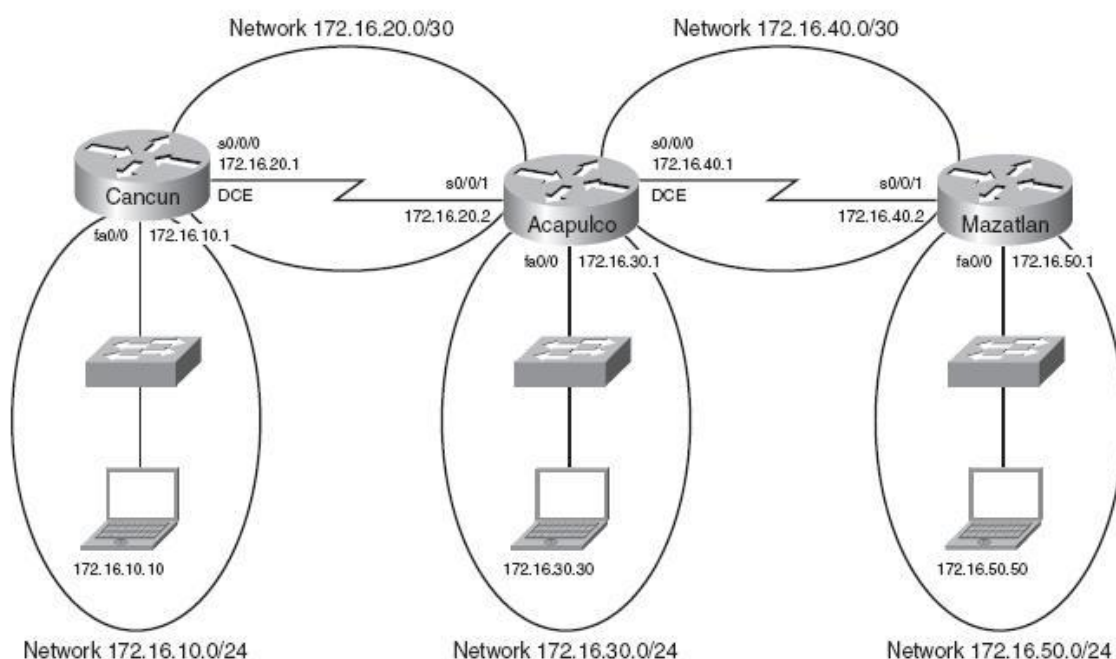 Network 172.16.20.0/30
Network 172.16.40.0/30
s0/0/0
172.16.20.1
DCE
s0/0/1
172.16.20.2
s0/0/0
172.16.40.1
DCE
s0/0/1
172.16.40.2
Cancun
Acapulco
Mazatlan
fa0/0
172.16.10.1
fa0/0
172.16.30.1
fa0/0
172.16.50.1
172.16.10.10
172.16.30.30
172.16.50.50
Network 172.16.10.0/24
Network 172.16.30.0/24
Network 172.16.50.0/24